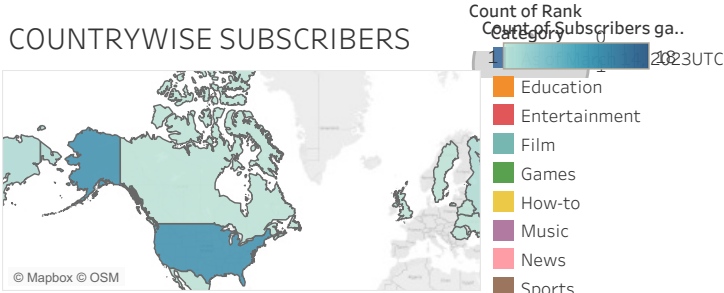 COUNTRYWISE SUBSCRIBERS
Count of Rank
Count of Subscribers ga..
Category
0
1
2023UTC
1
Education
Entertainment
Film
Games
How-to
Music
News
Sports
© Mapbox © OSM